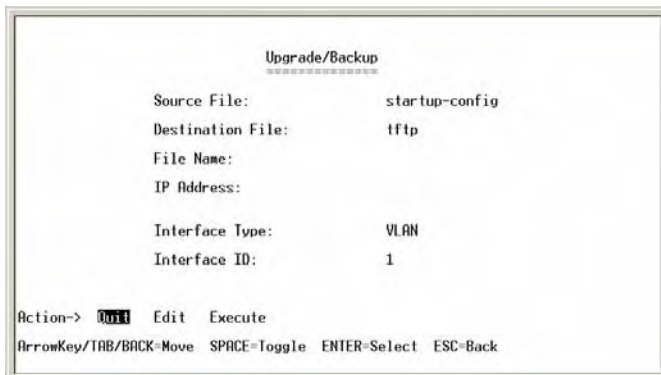 Upgrade/Backup
==============
Source File: startup-config
Destination File: tftp
File Name:
IP Address:
Interface Type: VLAN
Interface ID: 1
Action-> Quit Edit Execute
ArrowKey/TAB/BACK=Move SPACE=Toggle ENTER=Select ESC=Back